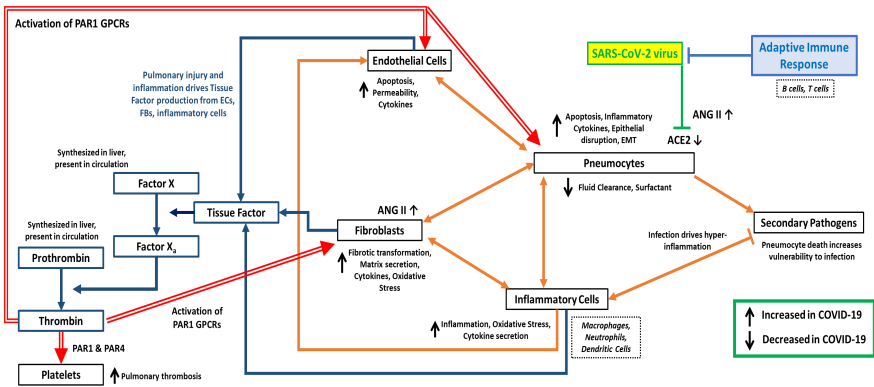 Activation of PAR1 GPCRs
Endothelial Cells
Apoptosis,
Permeability,
Cytokines
Pulmonary injury and
inflammation drives Tissue
Factor production from ECs,
FBs, inflammatory cells
SARS-CoV-2 virus
Adaptive Immune
Response
B cells, T cells
ANG II ↑
ACE2 ↓
Apoptosis, Inflammatory
Cytokines, Epithelial
disruption, EMT
Pneumocytes
Fluid Clearance, Surfactant
Synthesized in liver,
present in circulation
Factor X
Tissue Factor
ANG II ↑
Fibroblasts
Fibrotic transformation,
Matrix secretion,
Cytokines, Oxidative
Stress
Secondary Pathogens
Pneumocyte death increases
vulnerability to infection
Infection drives hyper-
inflammation
Synthesized in liver,
present in circulation
Prothrombin
Factor Xa
Thrombin
Activation of
PAR1 GPCRs
PAR1 & PAR4
Platelets
Pulmonary thrombosis
Inflammatory Cells
Inflammation, Oxidative Stress,
Cytokine secretion
Macrophages,
Neutrophils,
Dendritic Cells
Increased in COVID-19
Decreased in COVID-19